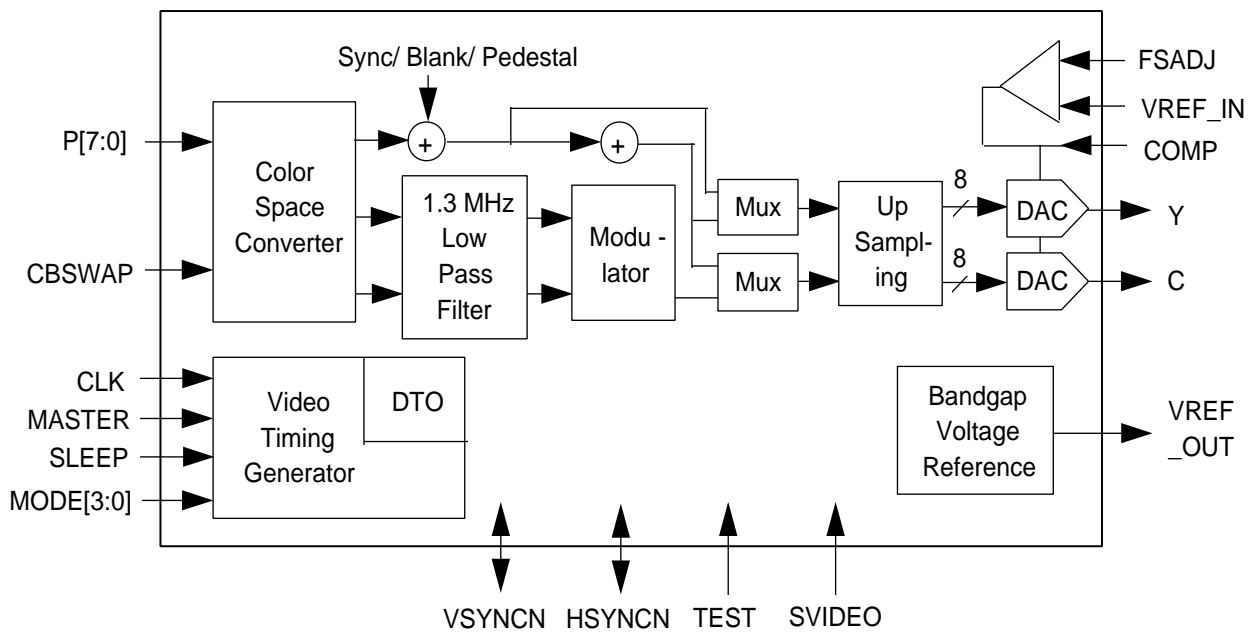 Sync/ Blank/ Pedestal
FSADJ
VREF_IN
COMP
P[7:0]
CBSWAP
Color
Space
Converter
+
+
1.3 MHz
Low
Pass
Filter
Modu -
lator
Mux
Mux
Up
Sampl-
ing
8
8
DAC
DAC
Y
C
CLK
MASTER
SLEEP
MODE[3:0]
Video
Timing
Generator
DTO
Bandgap
Voltage
Reference
VREF
_OUT
VSYNCN
HSYNCN
TEST
SVIDEO